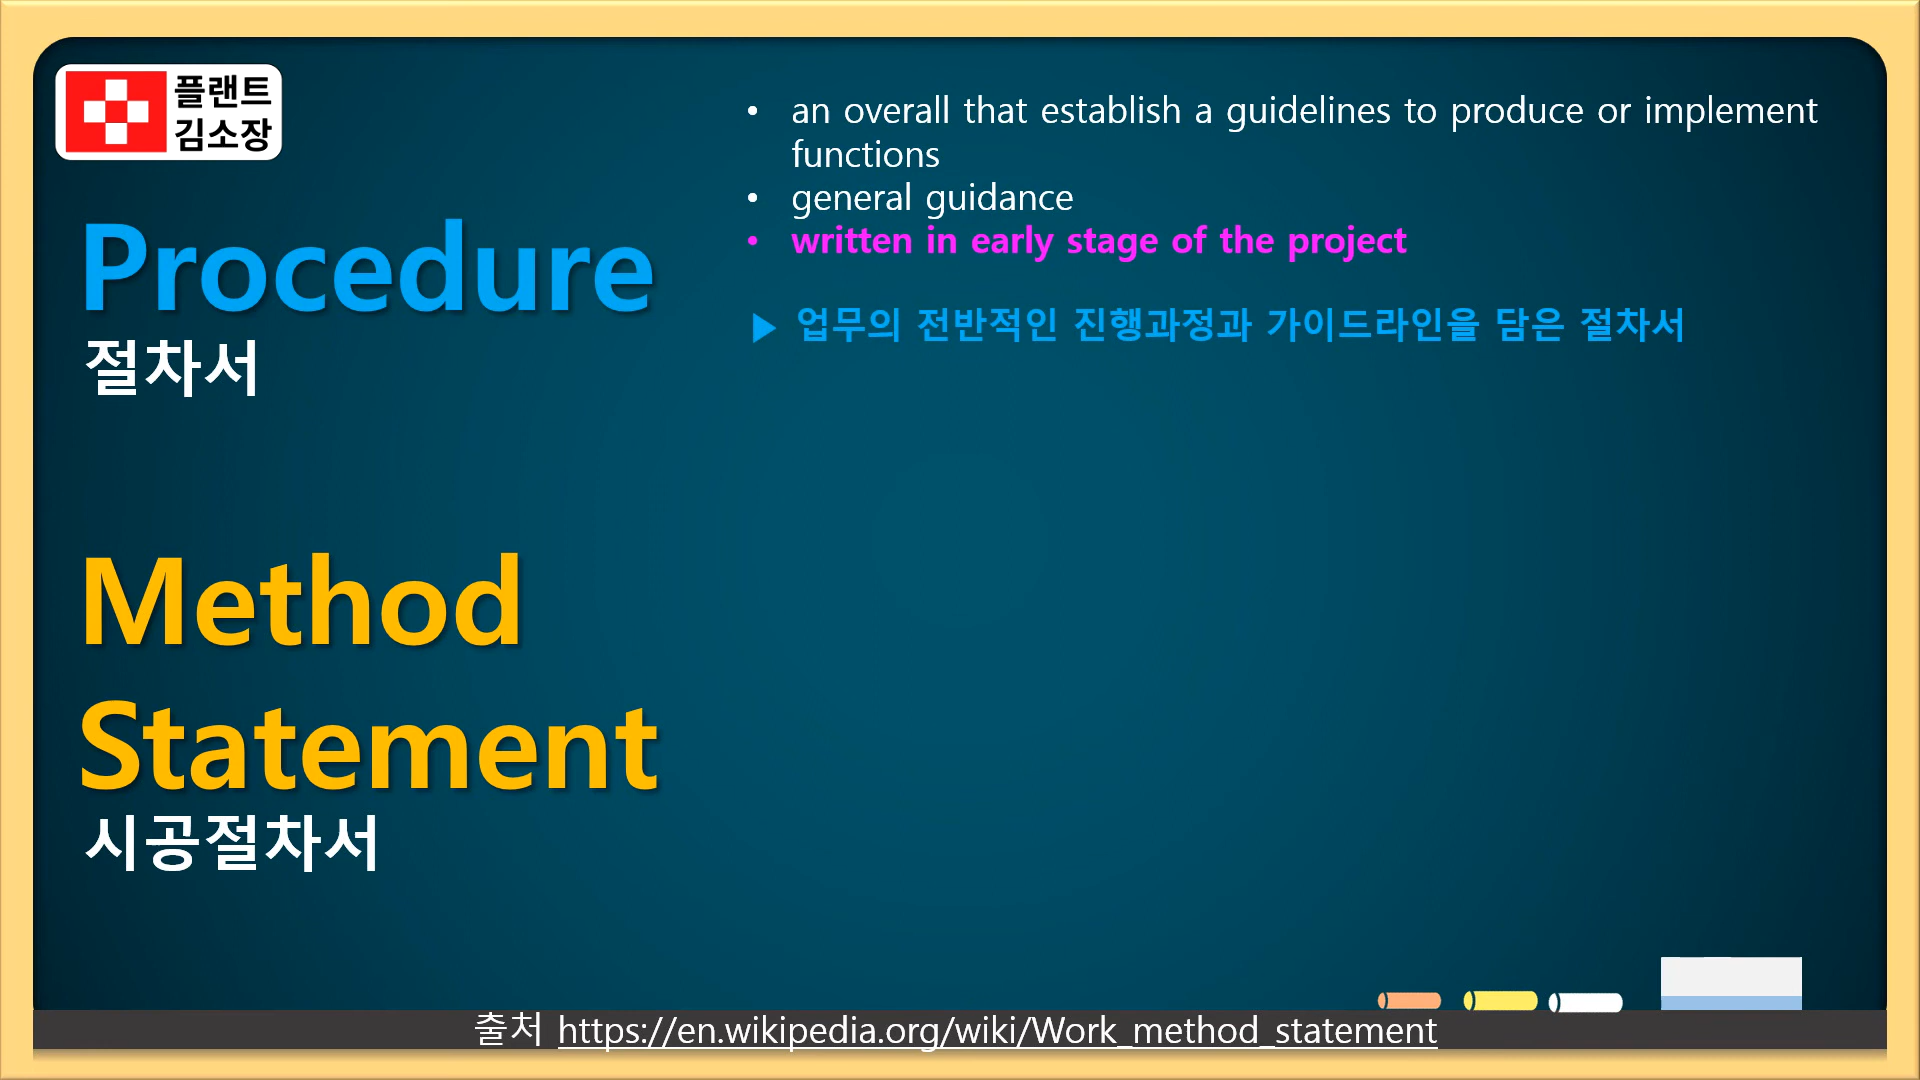 플랜트
김소장
Procedure
절차서
• an overall that establish a guidelines to produce or implement
functions
• general guidance
• written in early stage of the project
▶ 업무의 전반적인 진행과정과 가이드라인을 담은 절차서
Method
Statement
시공절차서
출처 https://en.wikipedia.org/wiki/Work_method_statement